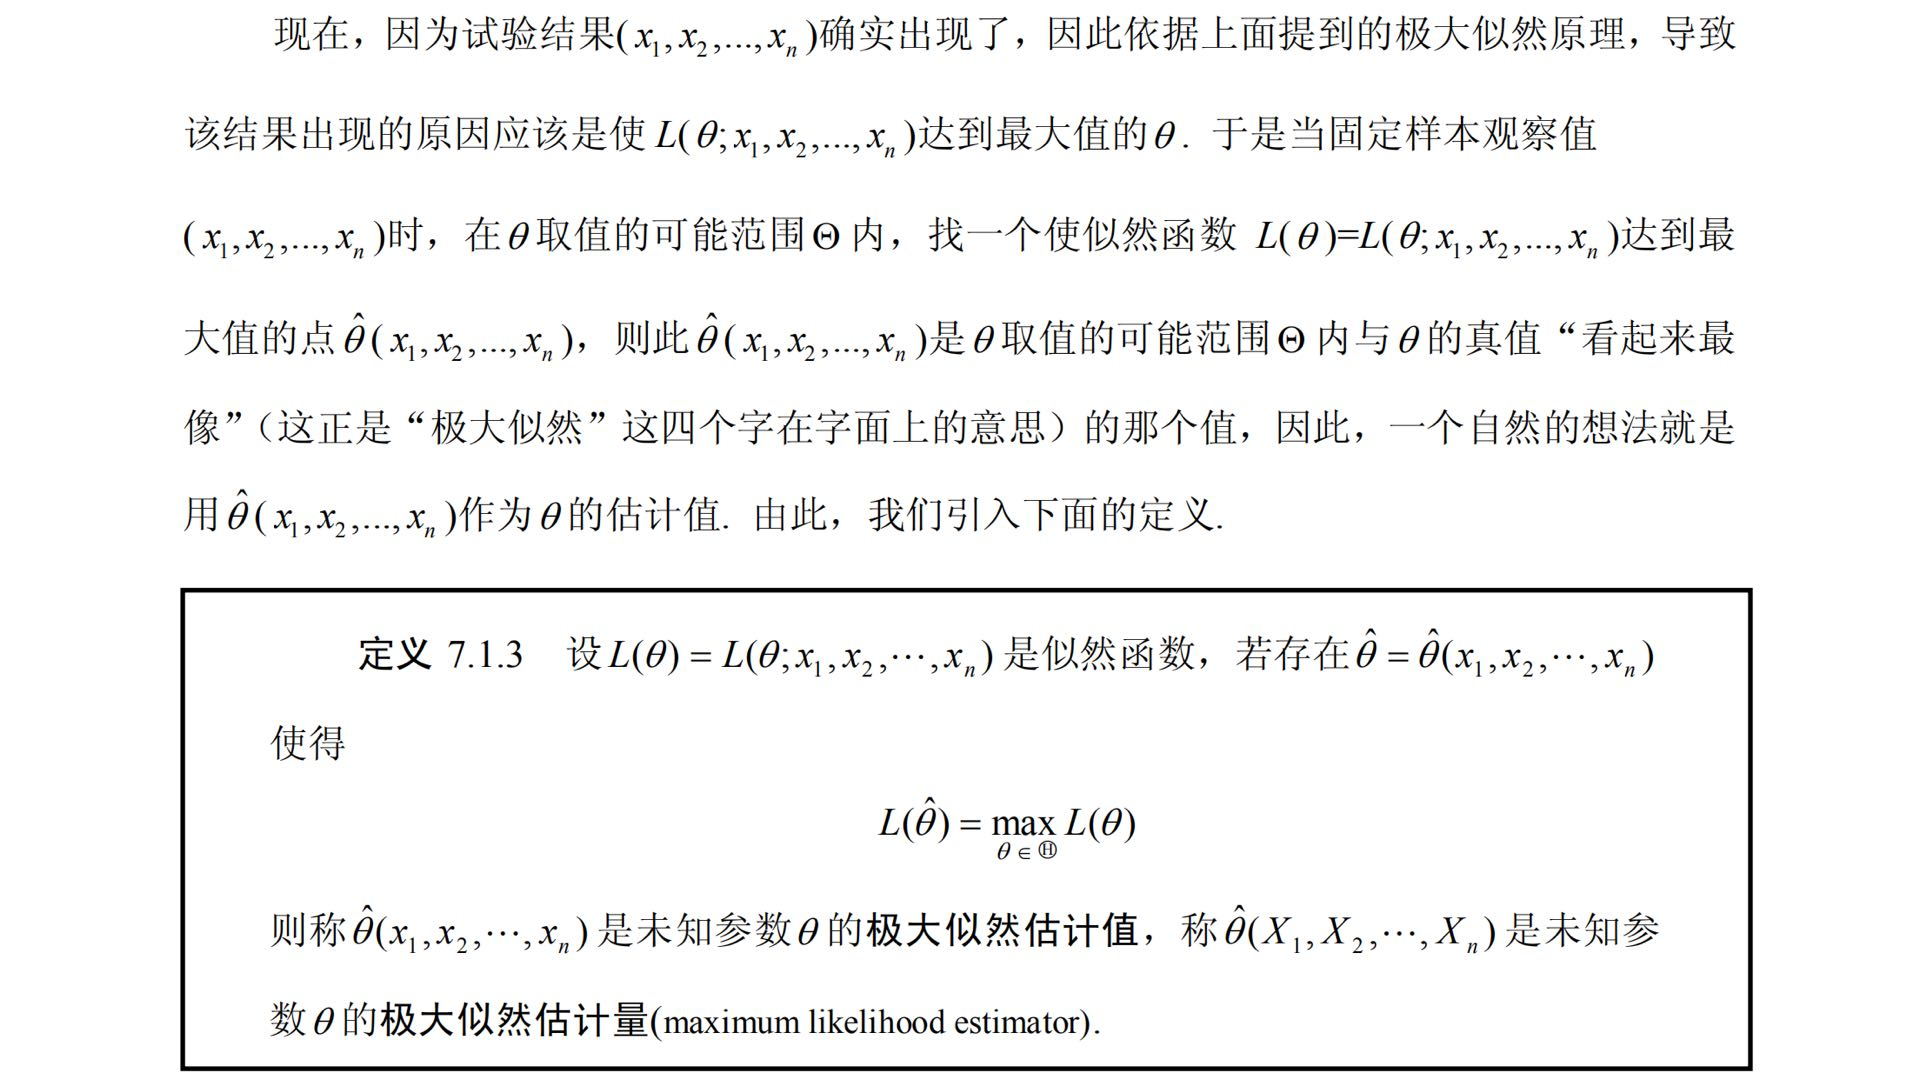 现在，因为试验结果(x₁,x₂,...,xₙ)确实出现了，因此依据上面提到的极大似然原理，导致
该结果出现的原因应该是使 L(θ;x₁,x₂,...,xₙ)达到最大值的θ. 于是当固定样本观察值
(x₁,x₂,...,xₙ)时，在θ取值的可能范围Θ内，找一个使似然函数 L(θ)=L(θ;x₁,x₂,...,xₙ)达到最
大值的点θ̂(x₁,x₂,...,xₙ)，则此θ̂(x₁,x₂,...,xₙ)是θ取值的可能范围Θ内与θ的真值“看起来最
像”（这正是“极大似然”这四个字在字面上的意思）的那个值，因此，一个自然的想法就是
用θ̂(x₁,x₂,...,xₙ)作为θ的估计值. 由此，我们引入下面的定义.
定义 7.1.3 设L(θ) = L(θ;x₁,x₂,⋯,xₙ)是似然函数，若存在θ̂ = θ̂(x₁,x₂,⋯,xₙ)
使得
L(θ̂) = max L(θ)
θ ∈ Ⓗ
则称θ̂(x₁,x₂,⋯,xₙ)是未知参数θ的极大似然估计值，称θ̂(X₁,X₂,⋯,Xₙ)是未知参
数θ的极大似然估计量(maximum likelihood estimator).